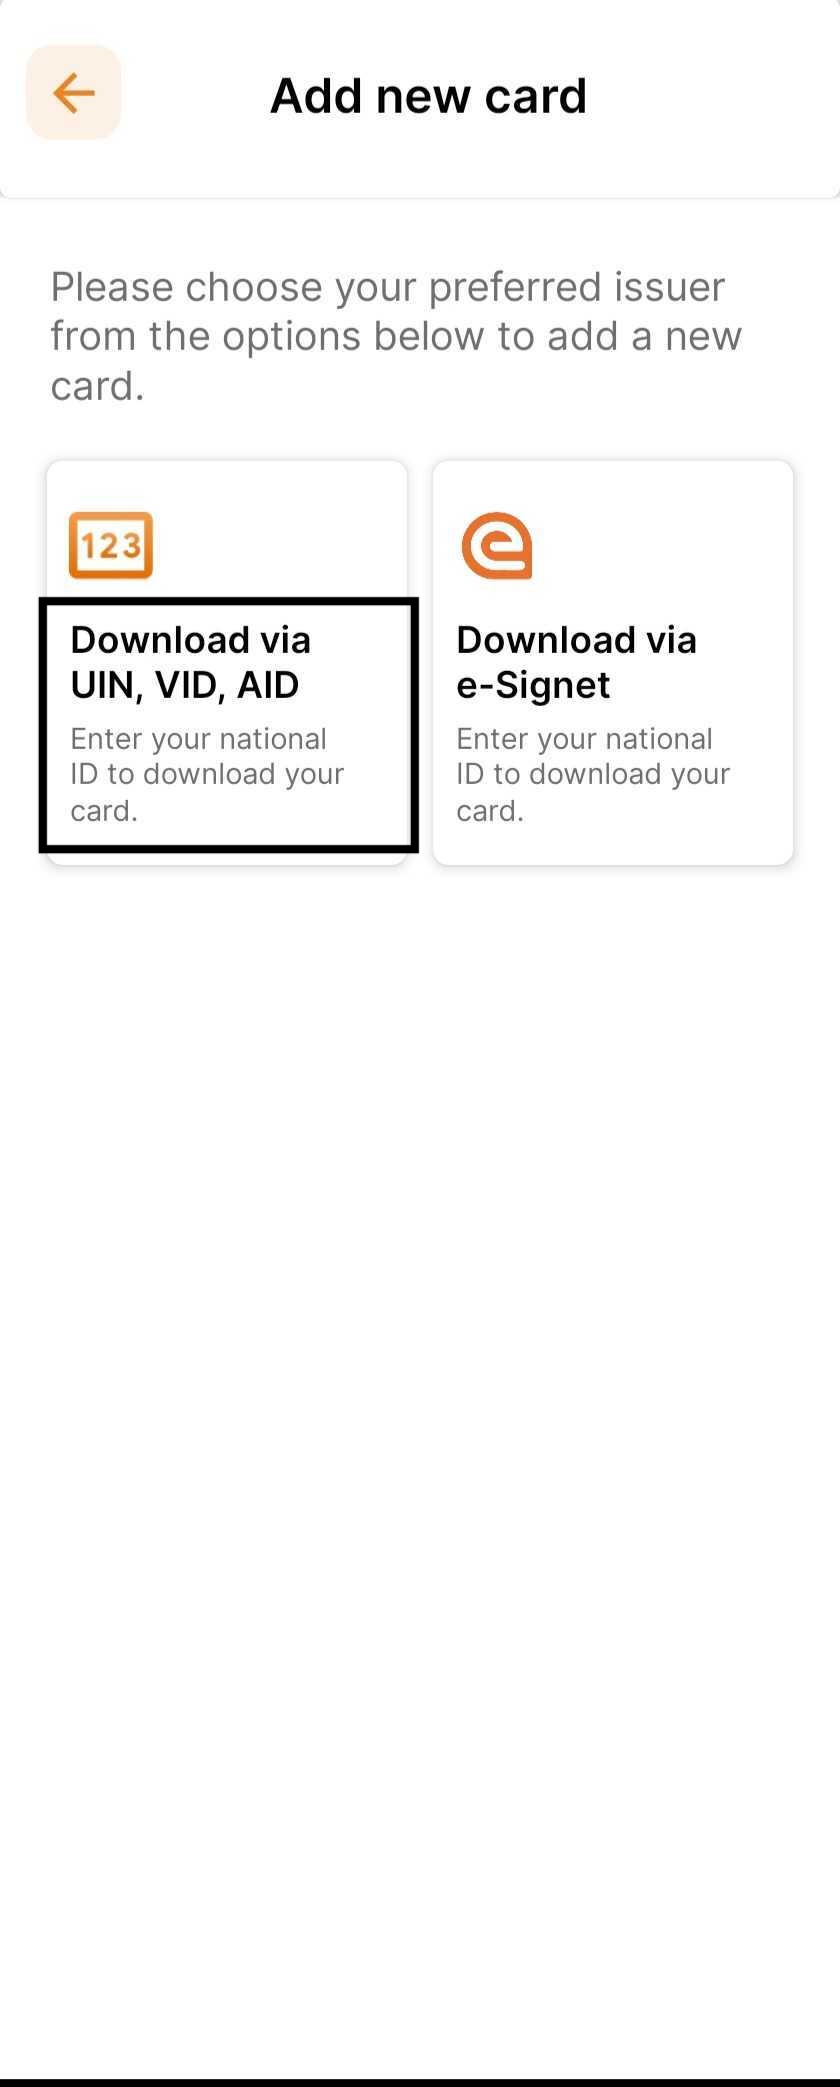 Add new card
Please choose your preferred issuer
from the options below to add a new
card.
123
Download via
UIN, VID, AID
Enter your national
ID to download your
card.
Download via
e-Signet
Enter your national
ID to download your
card.